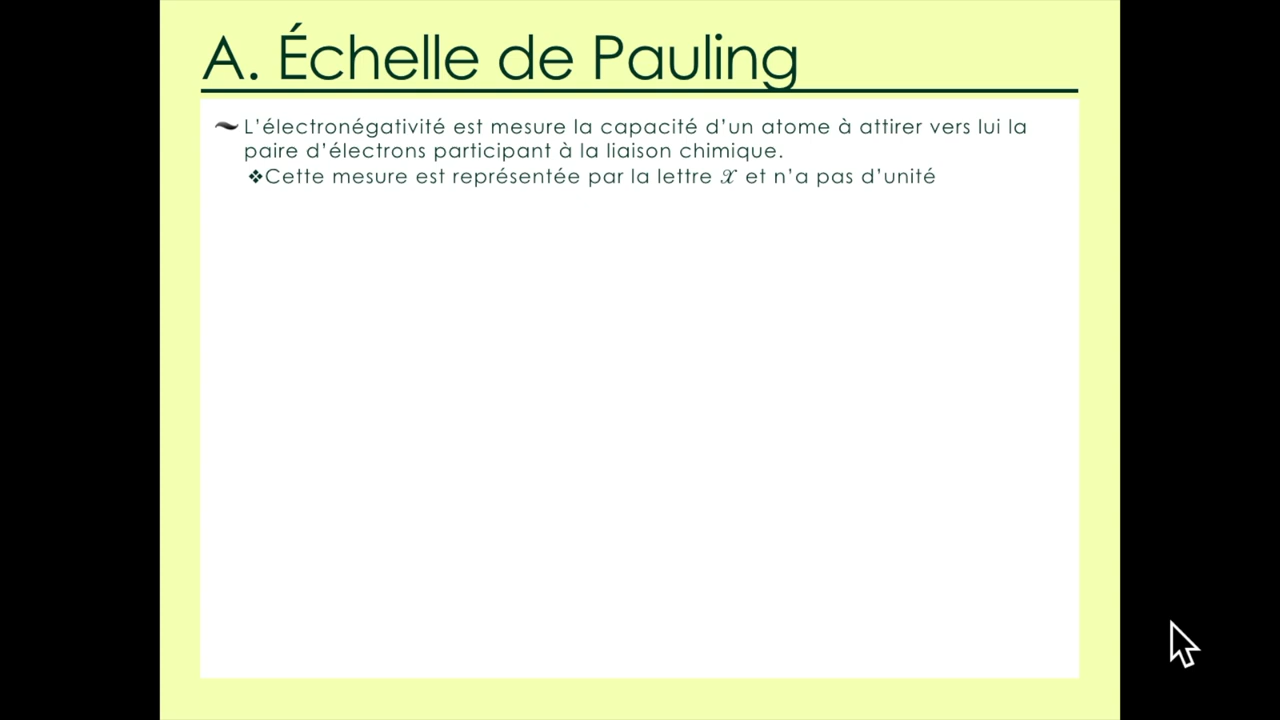 A. Échelle de Pauling
L’électronégativité est mesure la capacité d’un atome à attirer vers lui la
paire d’électrons participant à la liaison chimique.
❖Cette mesure est représentée par la lettre 𝒳 et n’a pas d’unité